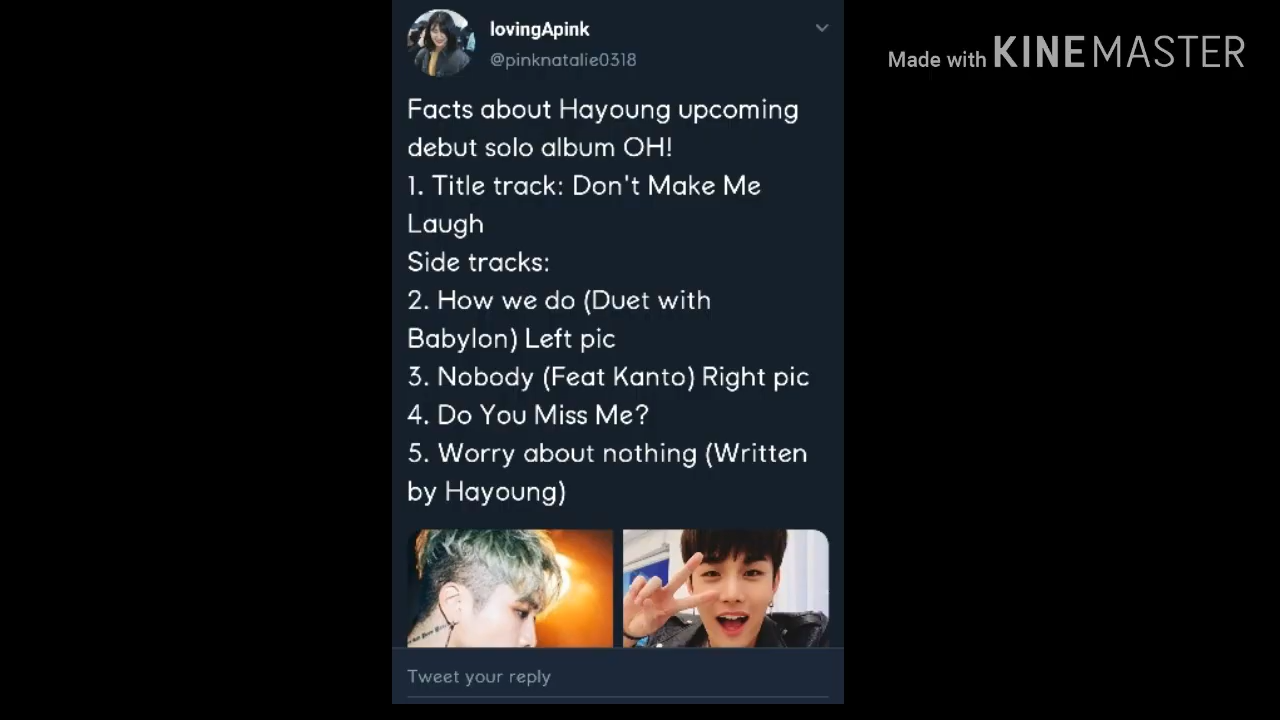 lovingApink
@pinknatalie0318
Made with KINEMASTER
Facts about Hayoung upcoming
debut solo album OH!
1. Title track: Don't Make Me
Laugh
Side tracks:
2. How we do (Duet with
Babylon) Left pic
3. Nobody (Feat Kanto) Right pic
4. Do You Miss Me?
5. Worry about nothing (Written
by Hayoung)
Tweet your reply